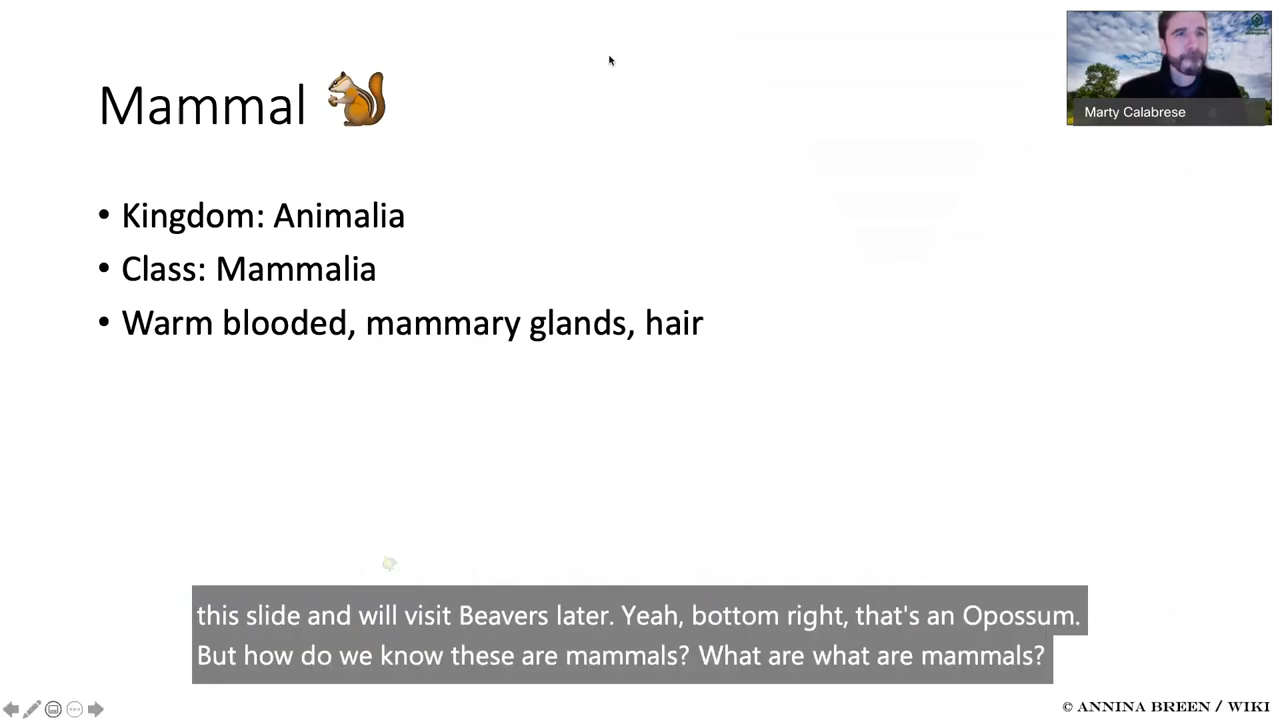 Mammal
• Kingdom: Animalia
• Class: Mammalia
• Warm blooded, mammary glands, hair
Marty Calabrese
this slide and will visit Beavers later. Yeah, bottom right, that's an Opossum.
But how do we know these are mammals? What are what are mammals?
© ANNINA BREEN / WIKI